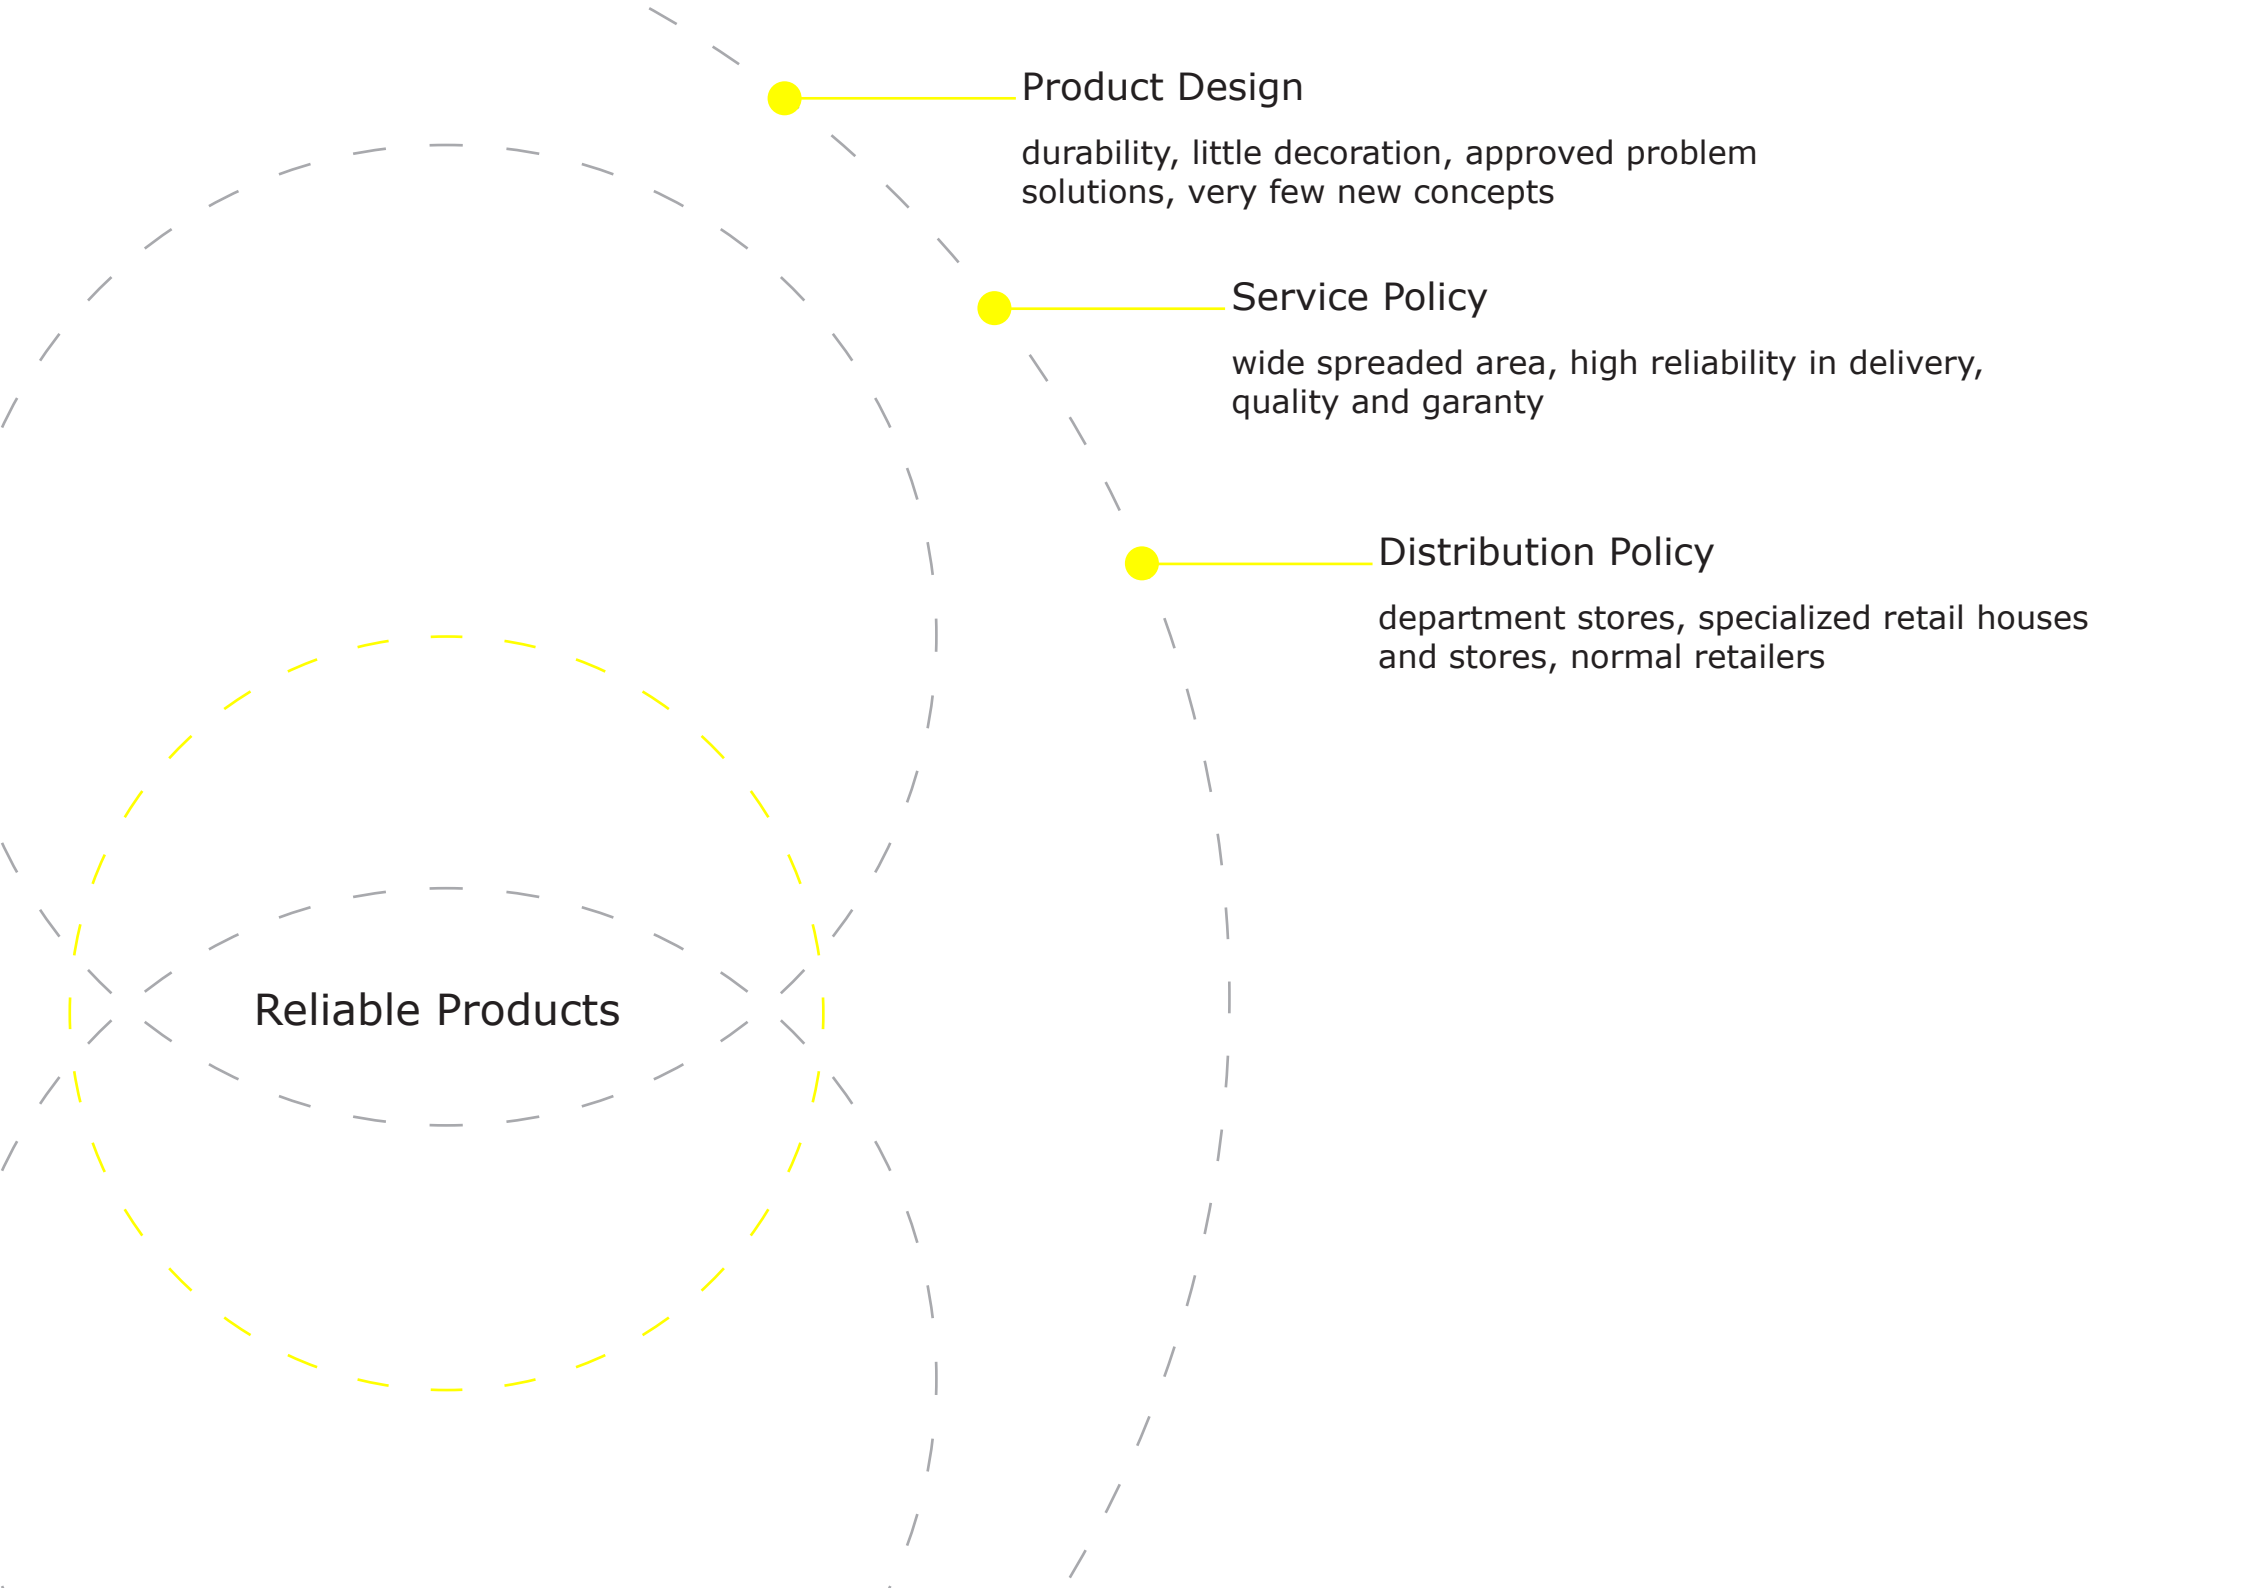 Product Design
durability, little decoration, approved problem
solutions, very few new concepts
Service Policy
wide spreaded area, high reliability in delivery,
quality and garanty
Distribution Policy
department stores, specialized retail houses
and stores, normal retailers
Reliable Products